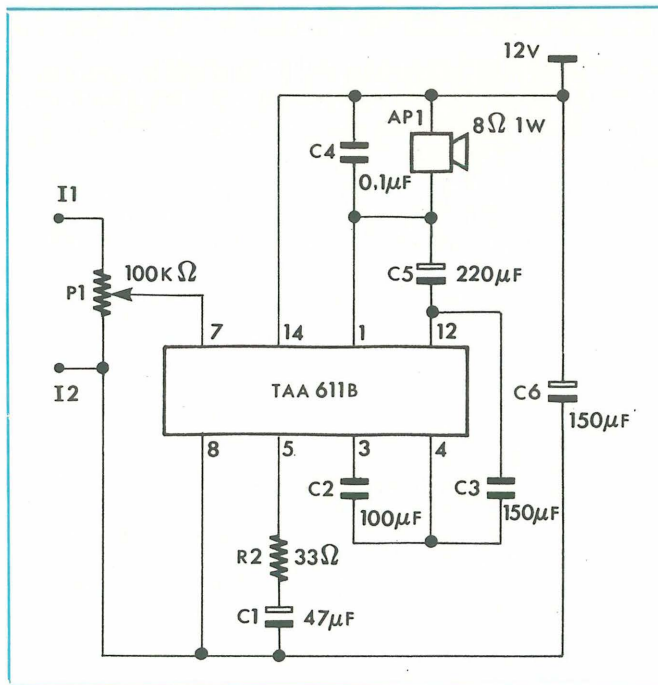 12V
AP1
8Ω 1W
C4
0.1µF
I1
100KΩ
P1
C5
220µF
7
14
1
12
I2
TAA 611B
C6
150µF
8
5
3
4
C2
100µF
C3
150µF
R2
33Ω
C1
47µF